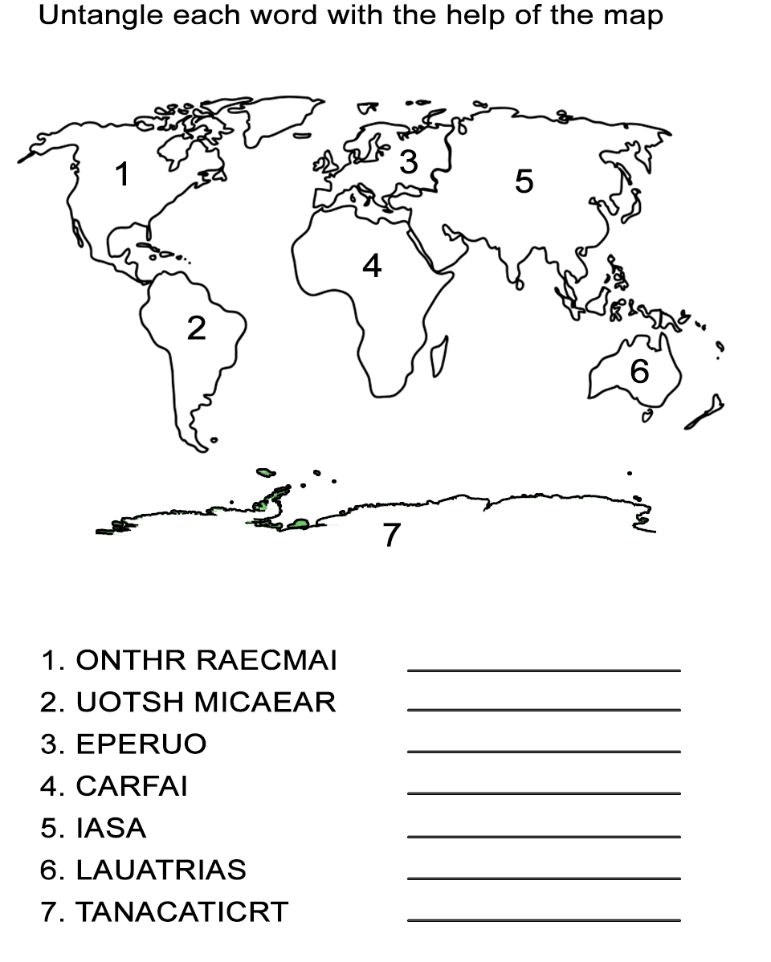 Untangle each word with the help of the map
1
3
5
4
2
6
7
1. ONTHR RAECMAI
2. UOTSH MICAEAR
3. EPERUO
4. CARFAI
5. IASA
6. LAUATRIAS
7. TANACATICRT